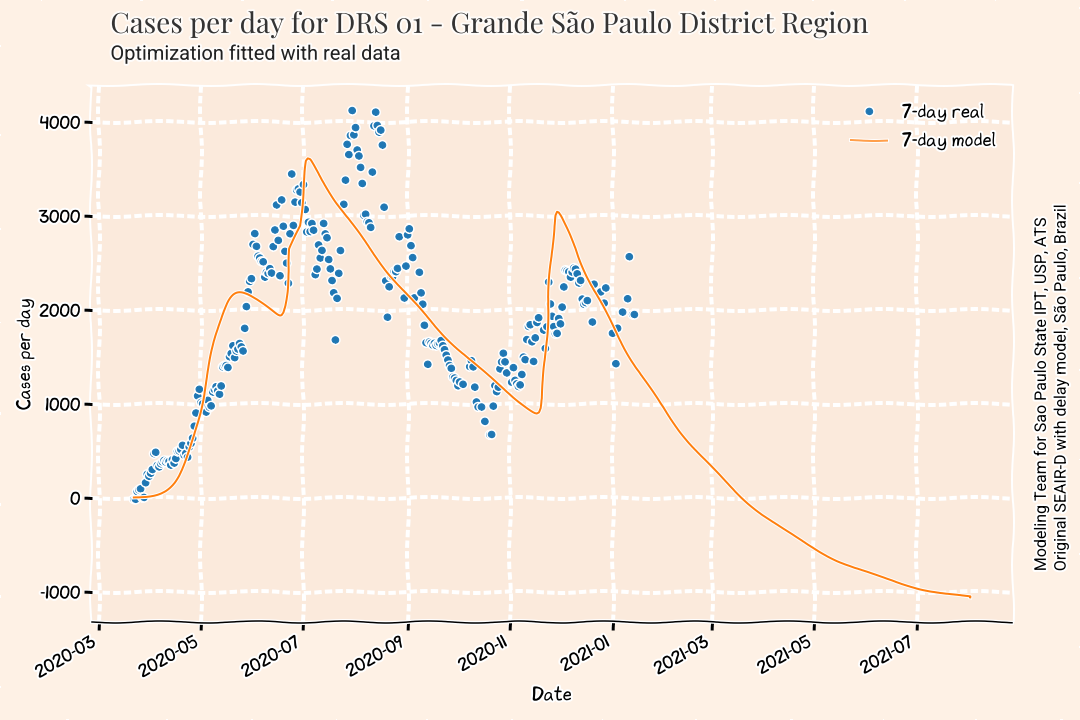 Cases per day for DRS 01 - Grande São Paulo District Region
Optimization fitted with real data
7-day real
7-day model
4000
3000
2000
1000
0
-1000
Cases per day
2020-03
2020-05
2020-07
2020-09
2020-11
2021-01
2021-03
2021-05
2021-07
Date
Modeling Team for Sao Paulo State IPT, USP, ATS
Original SEAIR-D with delay model, São Paulo, Brazil